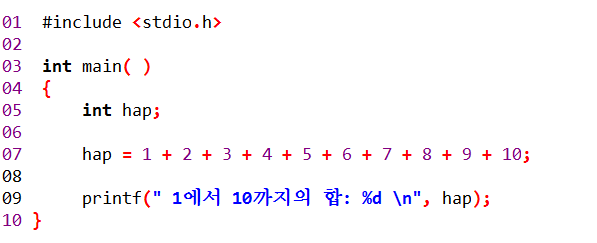 01 #include <stdio.h>
02
03 int main( )
04 {
05 int hap;
06
07 hap = 1 + 2 + 3 + 4 + 5 + 6 + 7 + 8 + 9 + 10;
08
09 printf(" 1에서 10까지의 합: %d \n", hap);
10 }